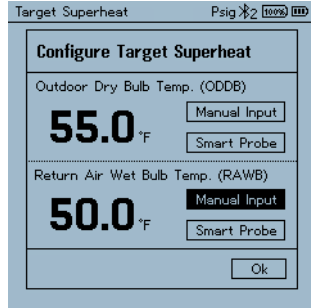 Target Superheat Psig 2 100%
Configure Target Superheat
Outdoor Dry Bulb Temp. (ODDB)
55.0 °F
Manual Input
Smart Probe
Return Air Wet Bulb Temp. (RAWB)
50.0 °F
Manual Input
Smart Probe
Ok